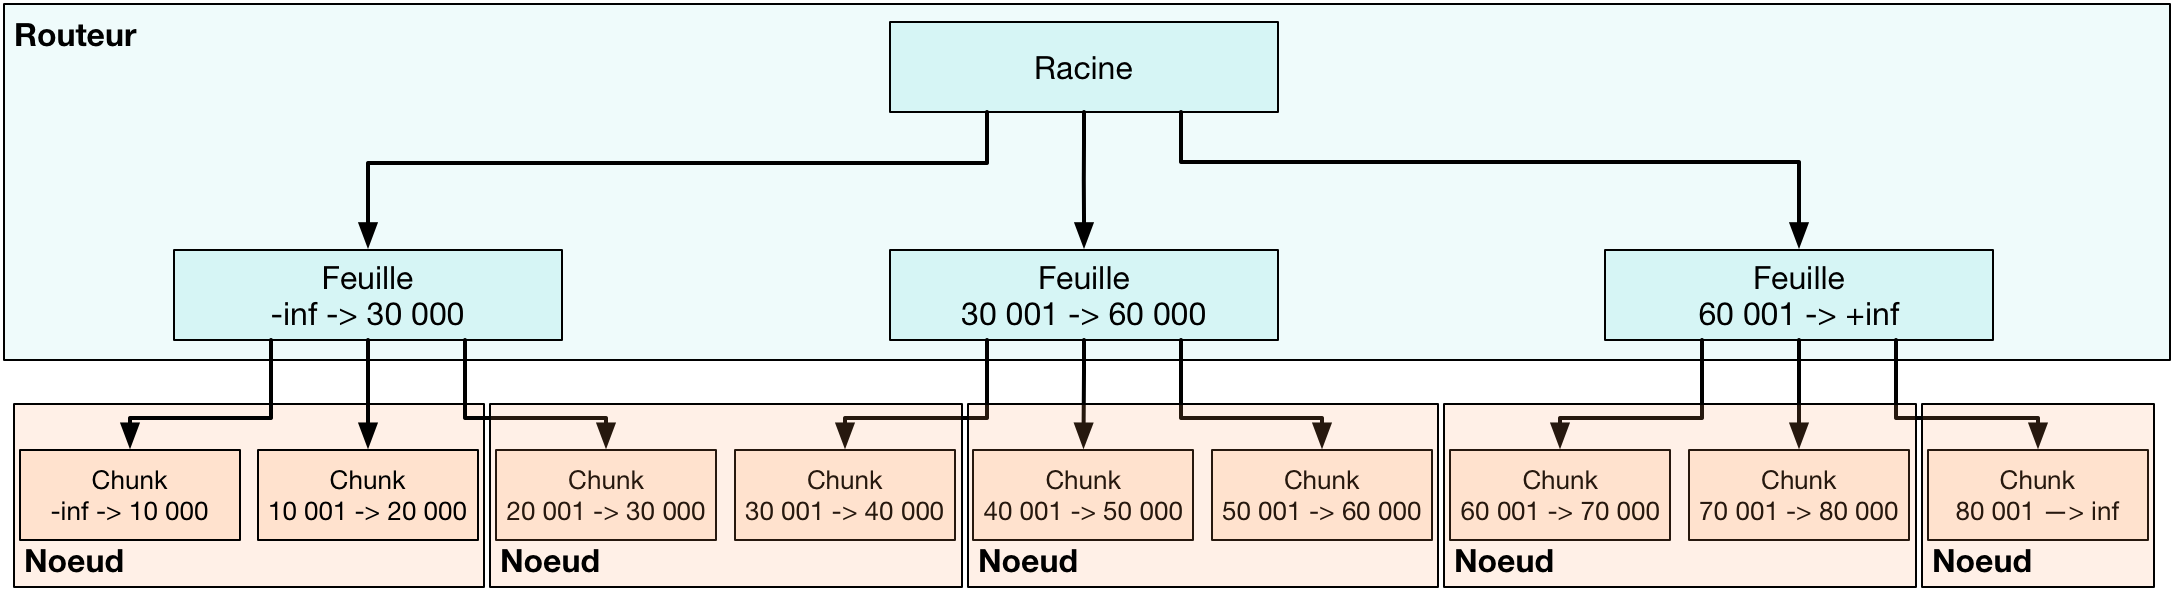 Routeur
Racine
Feuille
-inf -> 30 000
Feuille
30 001 -> 60 000
Feuille
60 001 -> +inf
Chunk
-inf -> 10 000
Chunk
10 001 -> 20 000
Chunk
20 001 -> 30 000
Chunk
30 001 -> 40 000
Chunk
40 001 -> 50 000
Chunk
50 001 -> 60 000
Chunk
60 001 -> 70 000
Chunk
70 001 -> 80 000
Chunk
80 001 —> inf
Noeud
Noeud
Noeud
Noeud
Noeud